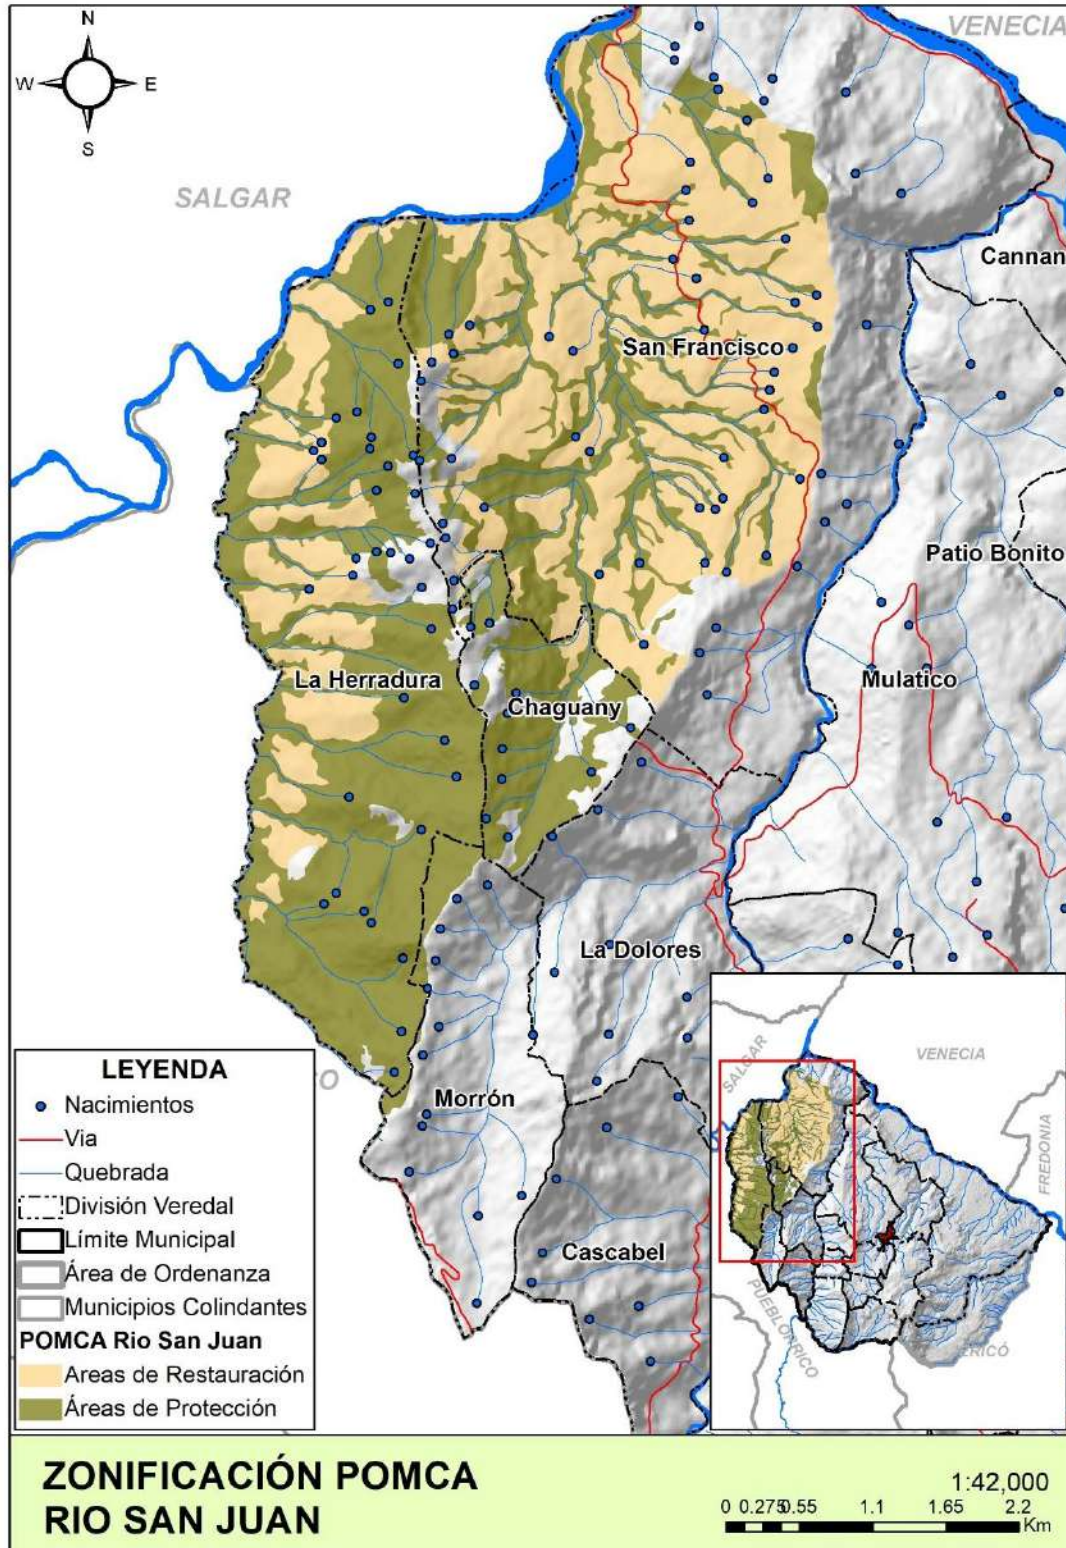 N
W
E
S
VENECIA
SALGAR
Cannan
San Francisco
Patio Bonito
La Herradura
Chaguany
Mulatico
La Dolores
Morrón
Cascabel
CO
LEYENDA
Nacimientos
Via
Quebrada
División Veredal
Límite Municipal
Área de Ordenanza
Municipios Colindantes
POMCA Rio San Juan
Areas de Restauración
Áreas de Protección
SALGAR
VENECIA
FREDONIA
PUEBLORRICO
ERICÓ
ZONIFICACIÓN POMCA
RIO SAN JUAN
1:42,000
0 0.275 0.55 1.1 1.65 2.2
Km